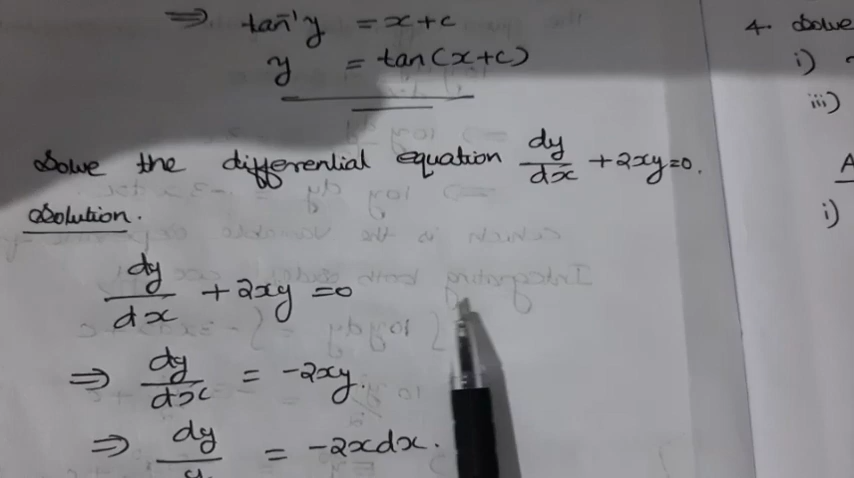 ⇒ tan⁻¹y = x+c
y = tan(x+c)
Solve the differential equation dy/dx + 2xy=0.
Solution.
dy/dx + 2xy =0
⇒ dy/dx = -2xy.
⇒ dy/y = -2xdx.
4. Solve
i)
iii)
A
i)